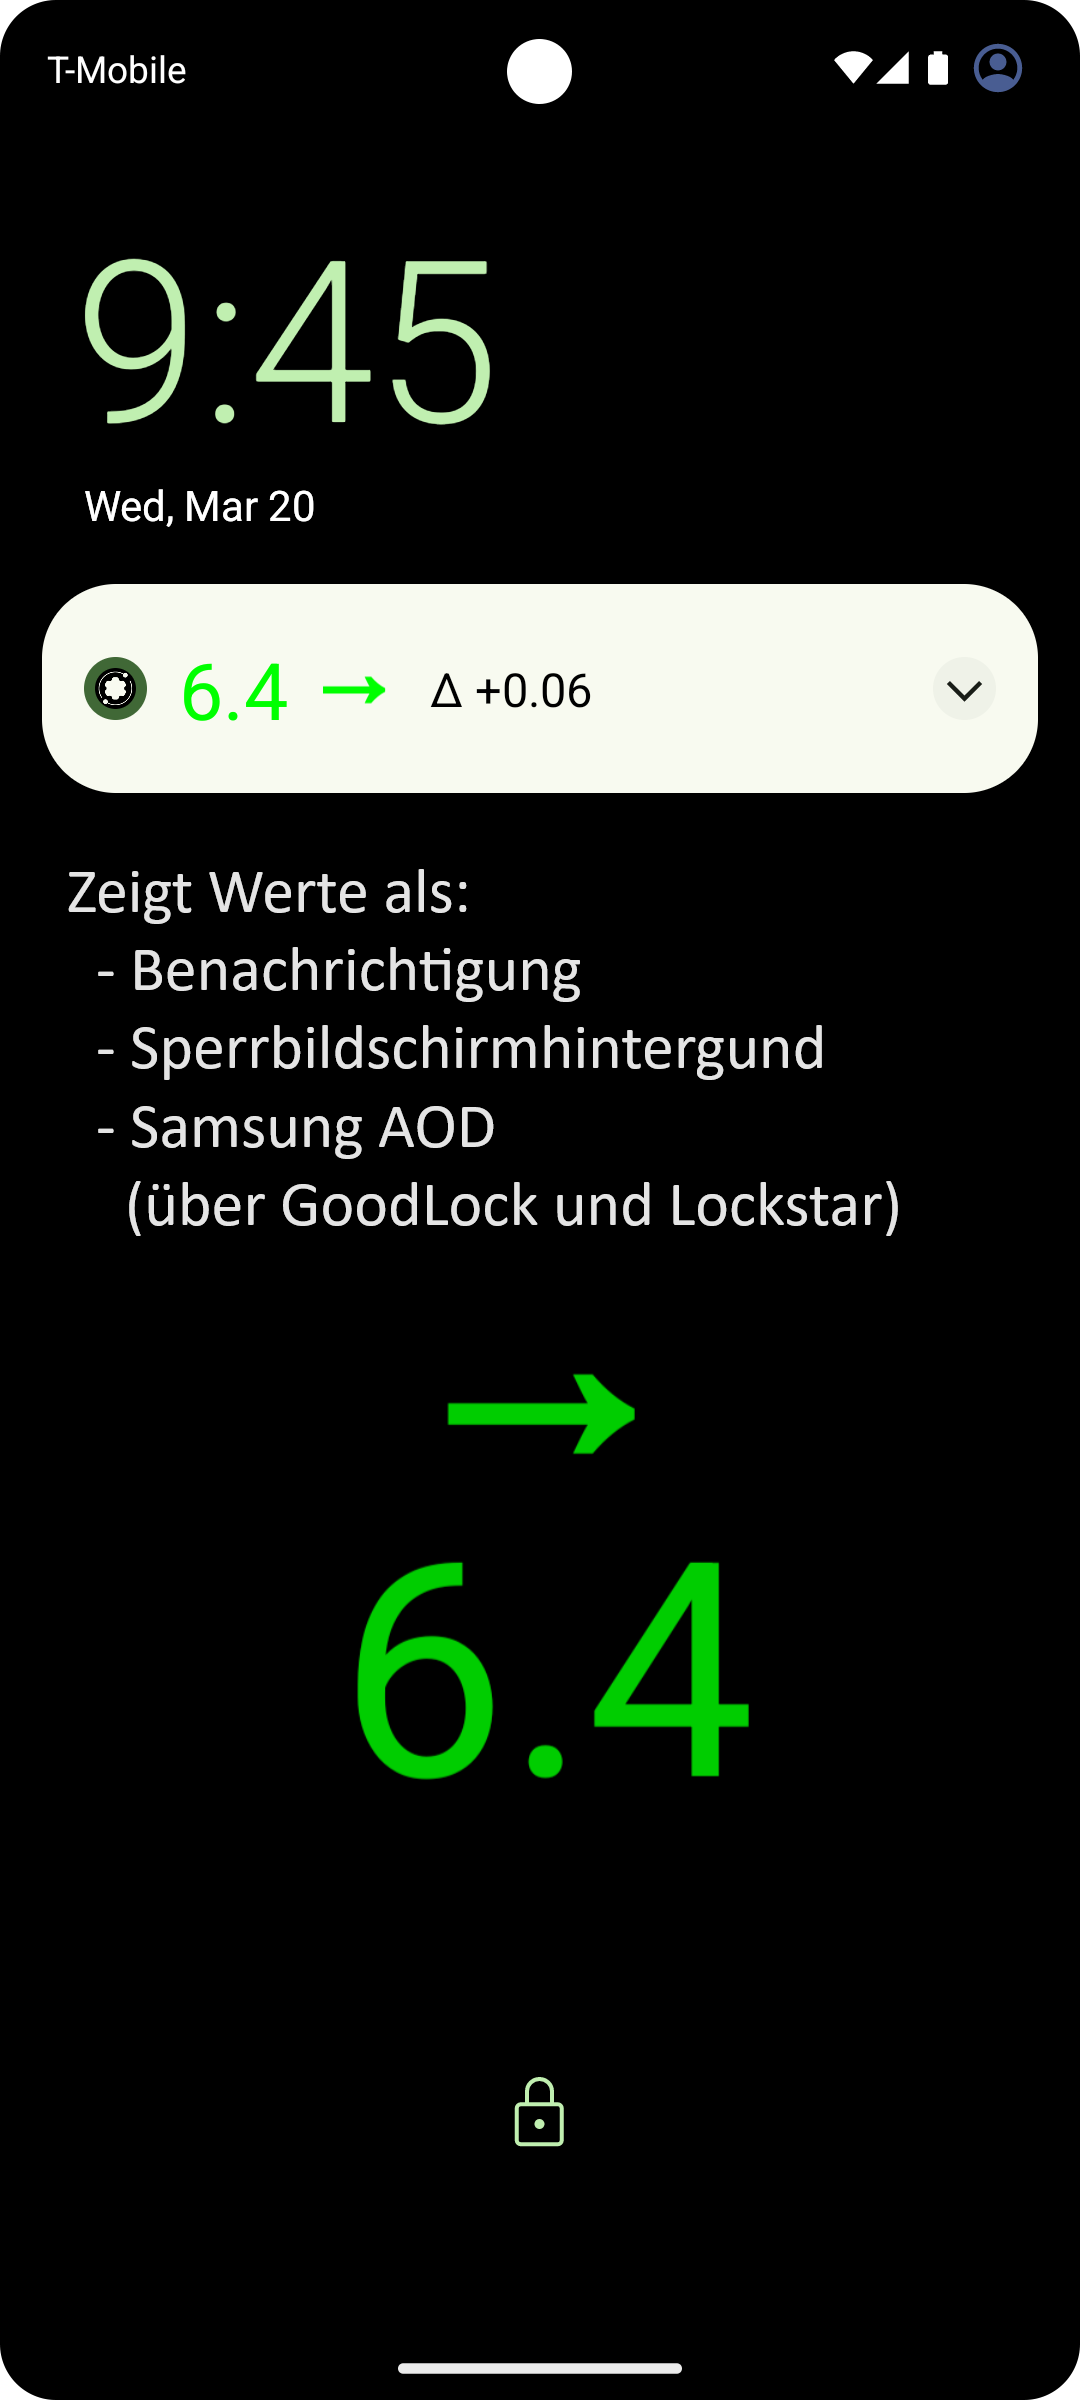 T-Mobile
9:45
Wed, Mar 20
6.4 → Δ +0.06
Zeigt Werte als:
- Benachrichtigung
- Sperrbildschirmhintergund
- Samsung AOD
(über GoodLock und Lockstar)
→
6.4